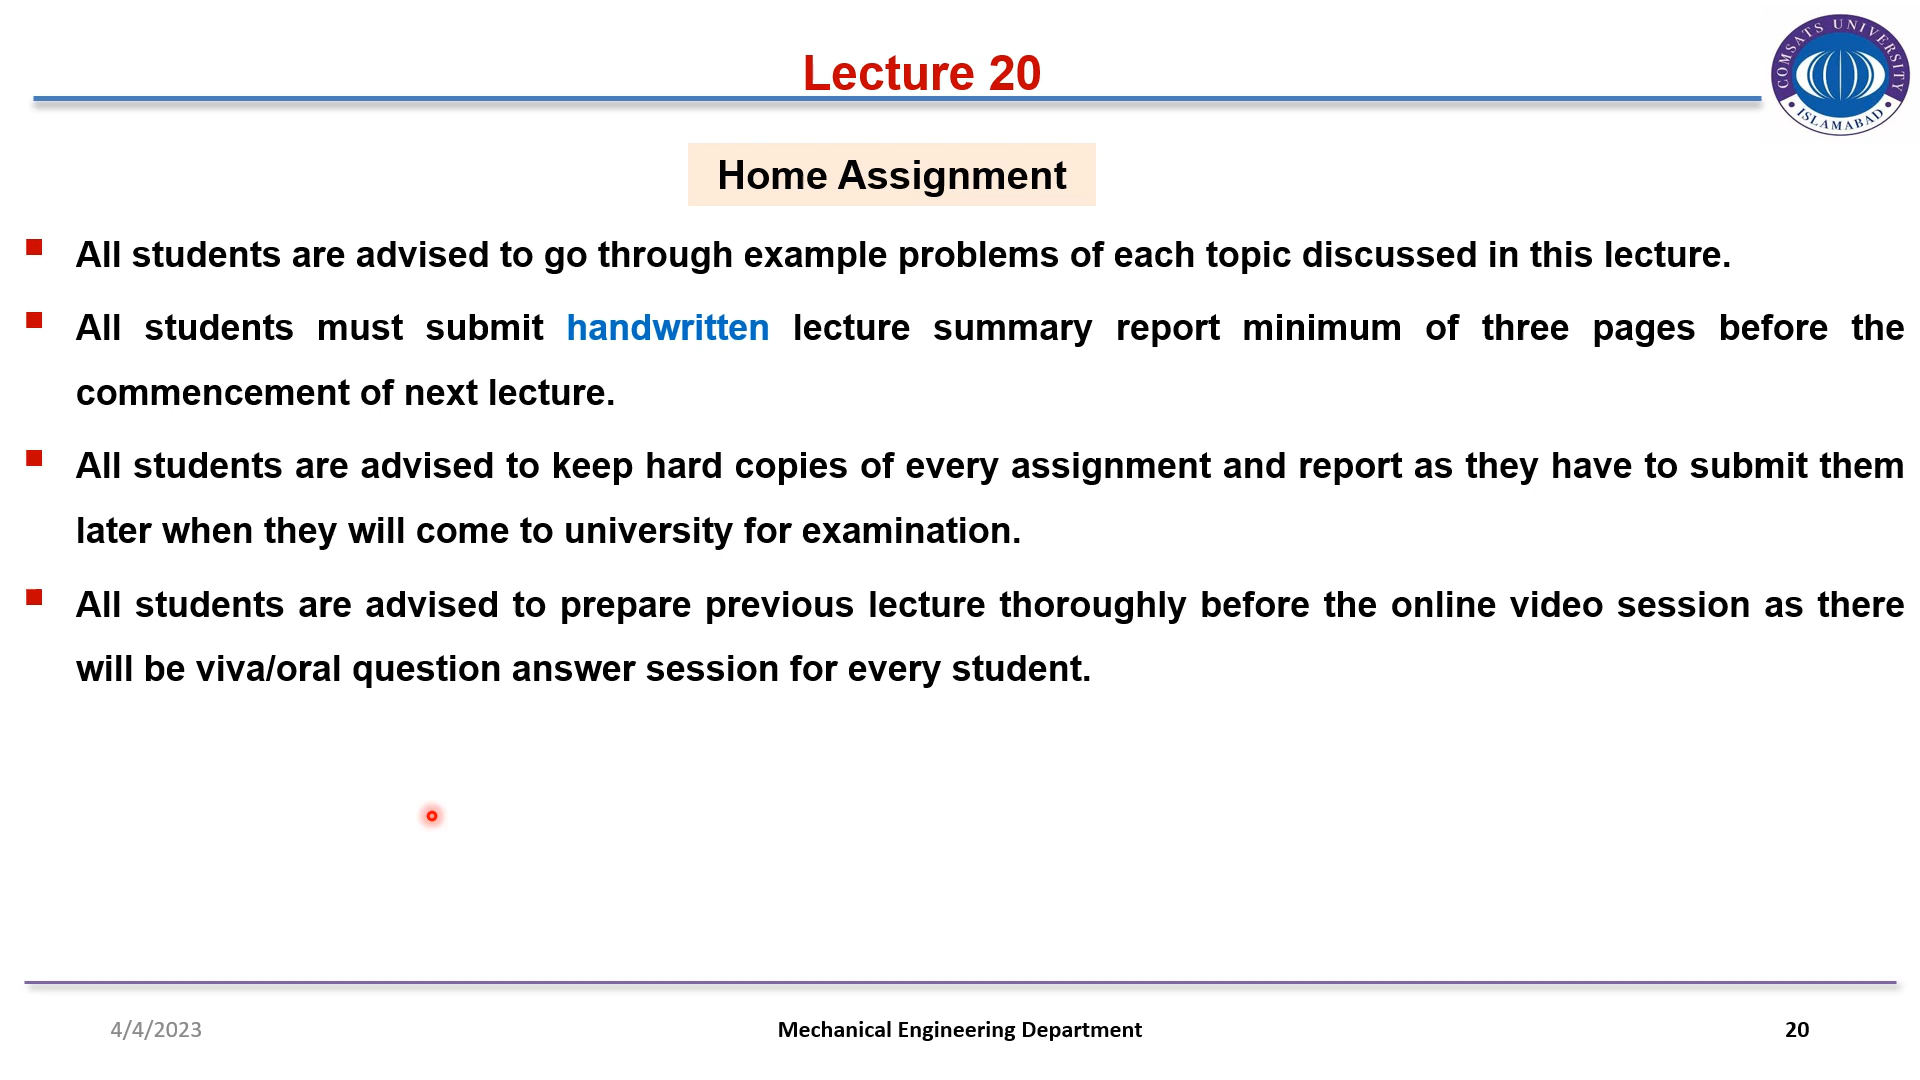 Lecture 20
COMSATS UNIVERSITY
ISLAMABAD
Home Assignment
All students are advised to go through example problems of each topic discussed in this lecture.
All students must submit handwritten lecture summary report minimum of three pages before the
commencement of next lecture.
All students are advised to keep hard copies of every assignment and report as they have to submit them
later when they will come to university for examination.
All students are advised to prepare previous lecture thoroughly before the online video session as there
will be viva/oral question answer session for every student.
4/4/2023
Mechanical Engineering Department
20